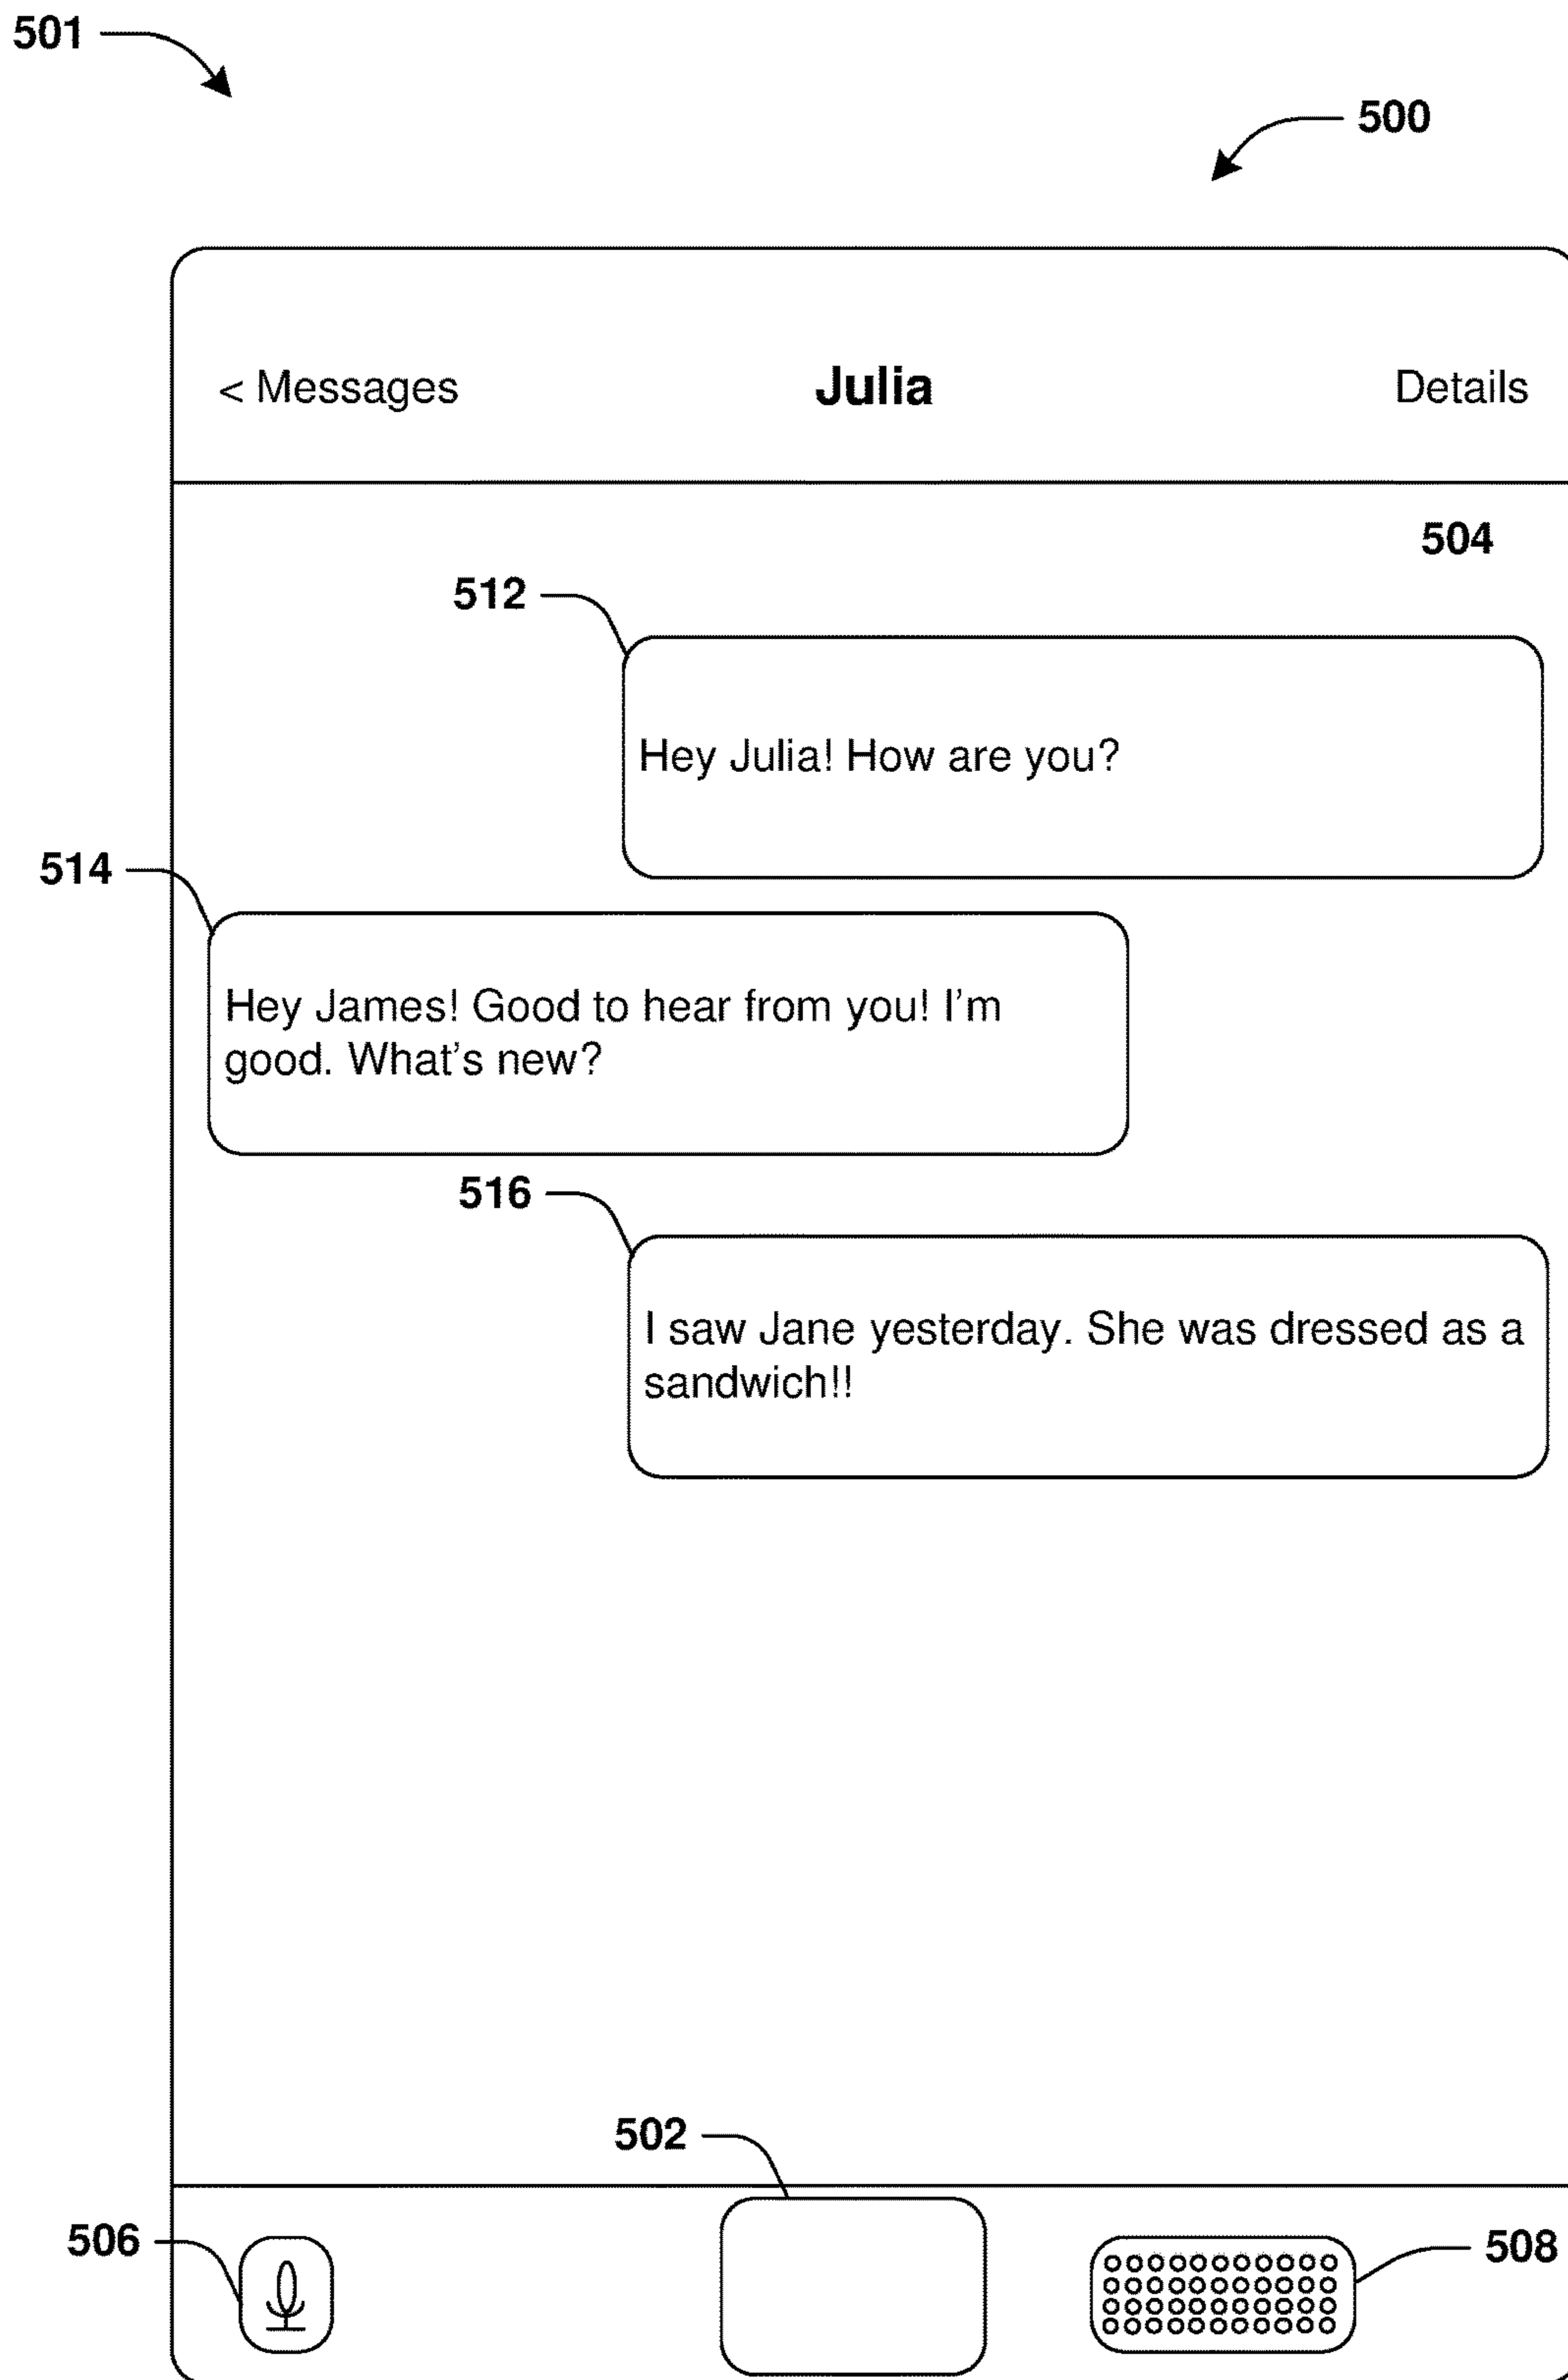 501
500
< Messages Julia Details
504
512
Hey Julia! How are you?
514
Hey James! Good to hear from you! I'm
good. What's new?
516
I saw Jane yesterday. She was dressed as a
sandwich!!
502
506
508